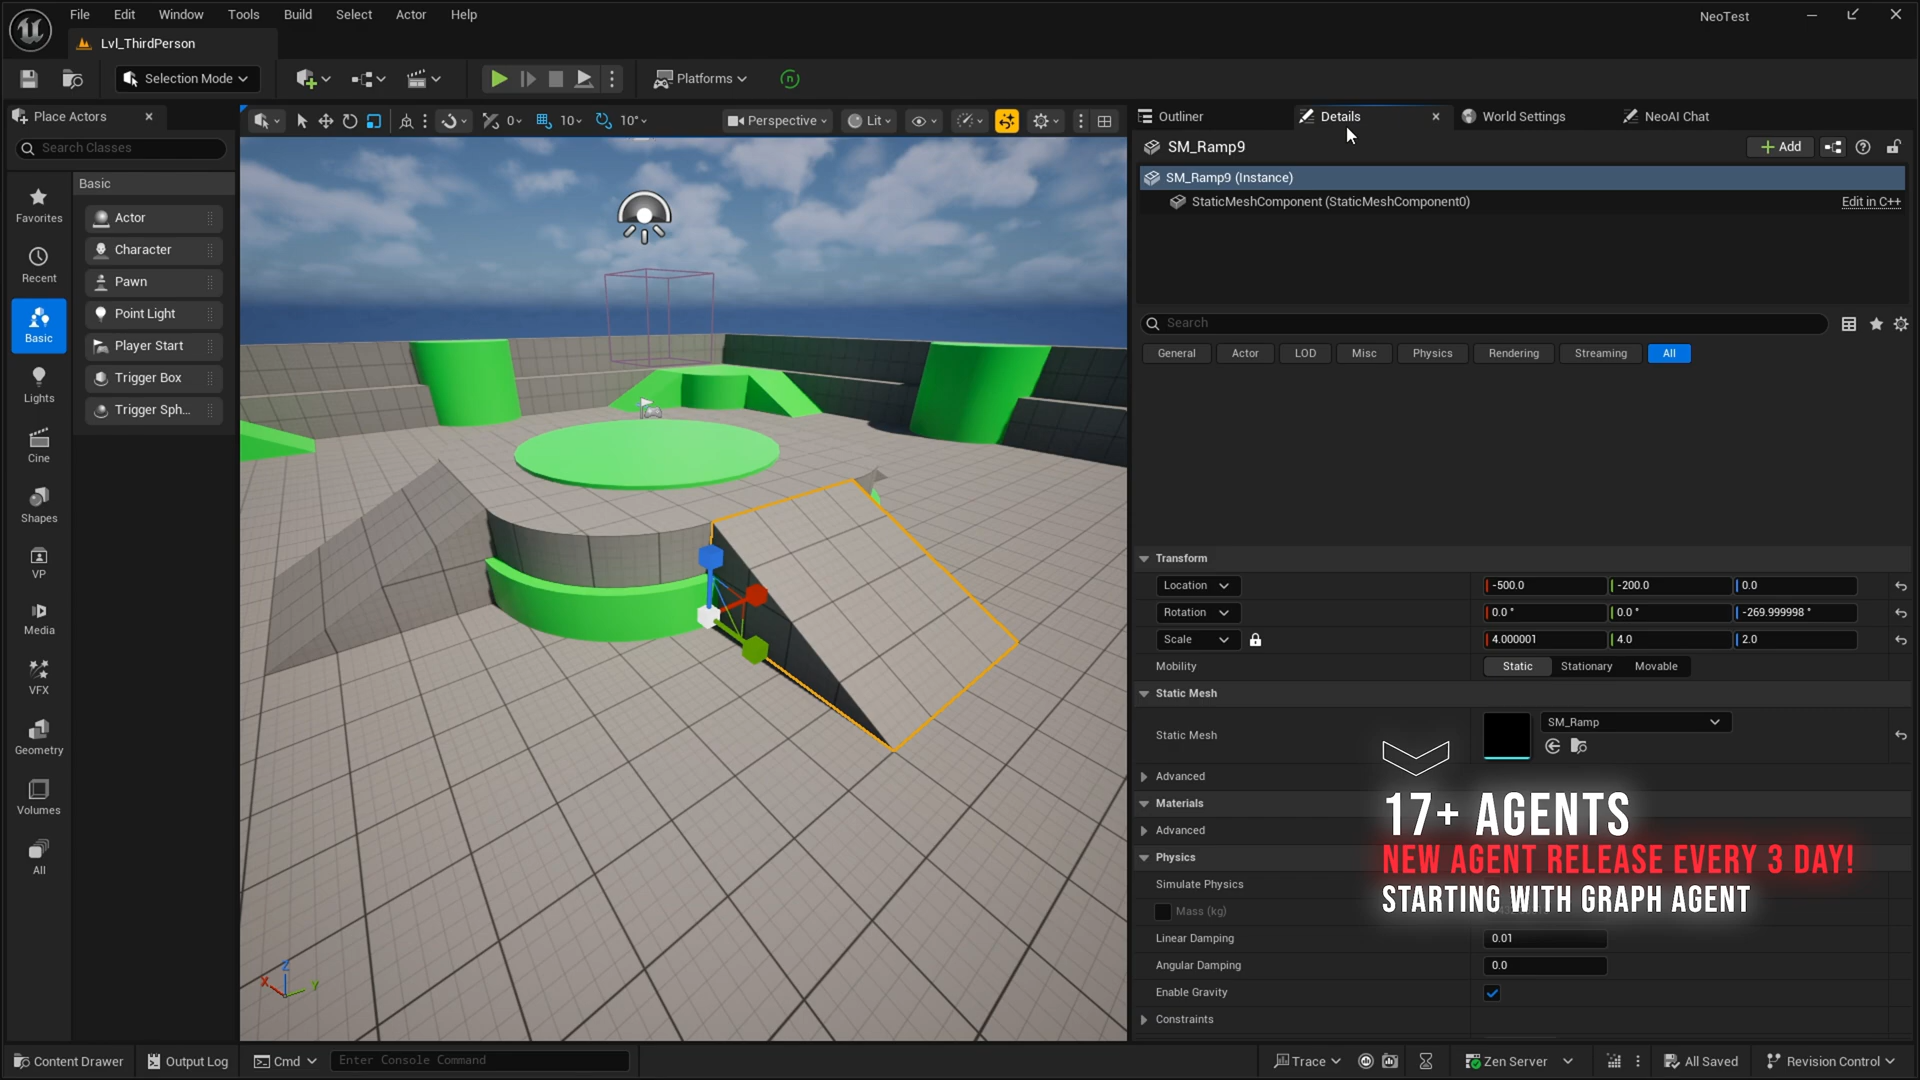 File Edit Window Tools Build Select Actor Help
NeoTest
Lvl_ThirdPerson
Selection Mode
Platforms
Place Actors
Search Classes
Favorites
Recent
Basic
Lights
Cine
Shapes
VP
Media
VFX
Geometry
Volumes
All
Basic
Actor
Character
Pawn
Point Light
Player Start
Trigger Box
Trigger Sph...
0°
10
10°
Perspective
Lit
X
Y
Z
Outliner
Details
World Settings
NeoAI Chat
SM_Ramp9
Add
SM_Ramp9 (Instance)
StaticMeshComponent (StaticMeshComponent0)
Edit in C++
Search
General Actor LOD Misc Physics Rendering Streaming All
Transform
Location -500.0 -200.0 0.0
Rotation 0.0 ° 0.0 ° -269.999998 °
Scale 4.000001 4.0 2.0
Mobility Static Stationary Movable
Static Mesh
Static Mesh
SM_Ramp
Advanced
Materials
Advanced
Physics
Simulate Physics
Mass (kg)
Linear Damping 0.01
Angular Damping 0.0
Enable Gravity
Constraints
17+ AGENTS
NEW AGENT RELEASE EVERY 3 DAY!
STARTING WITH GRAPH AGENT
Content Drawer
Output Log
Cmd
Enter Console Command
Trace
Zen Server
All Saved
Revision Control